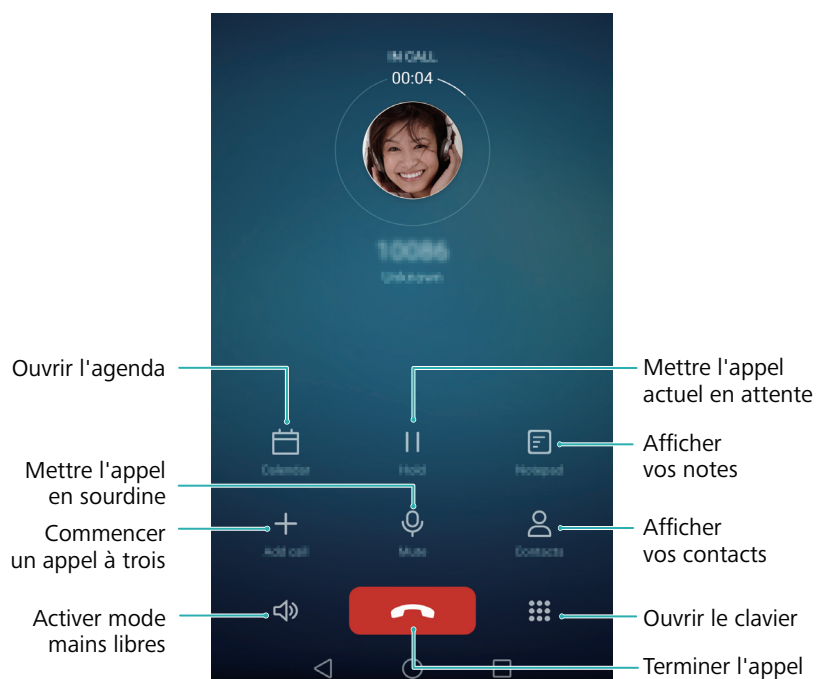 IN CALL
00:04
10086
Unknown
Ouvrir l'agenda
Mettre l'appel
actuel en attente
Calendar
Hold
Notepad
Afficher
vos notes
Mettre l'appel
en sourdine
Commencer
un appel à trois
Add call
Mute
Contacts
Afficher
vos contacts
Activer mode
mains libres
Ouvrir le clavier
Terminer l'appel